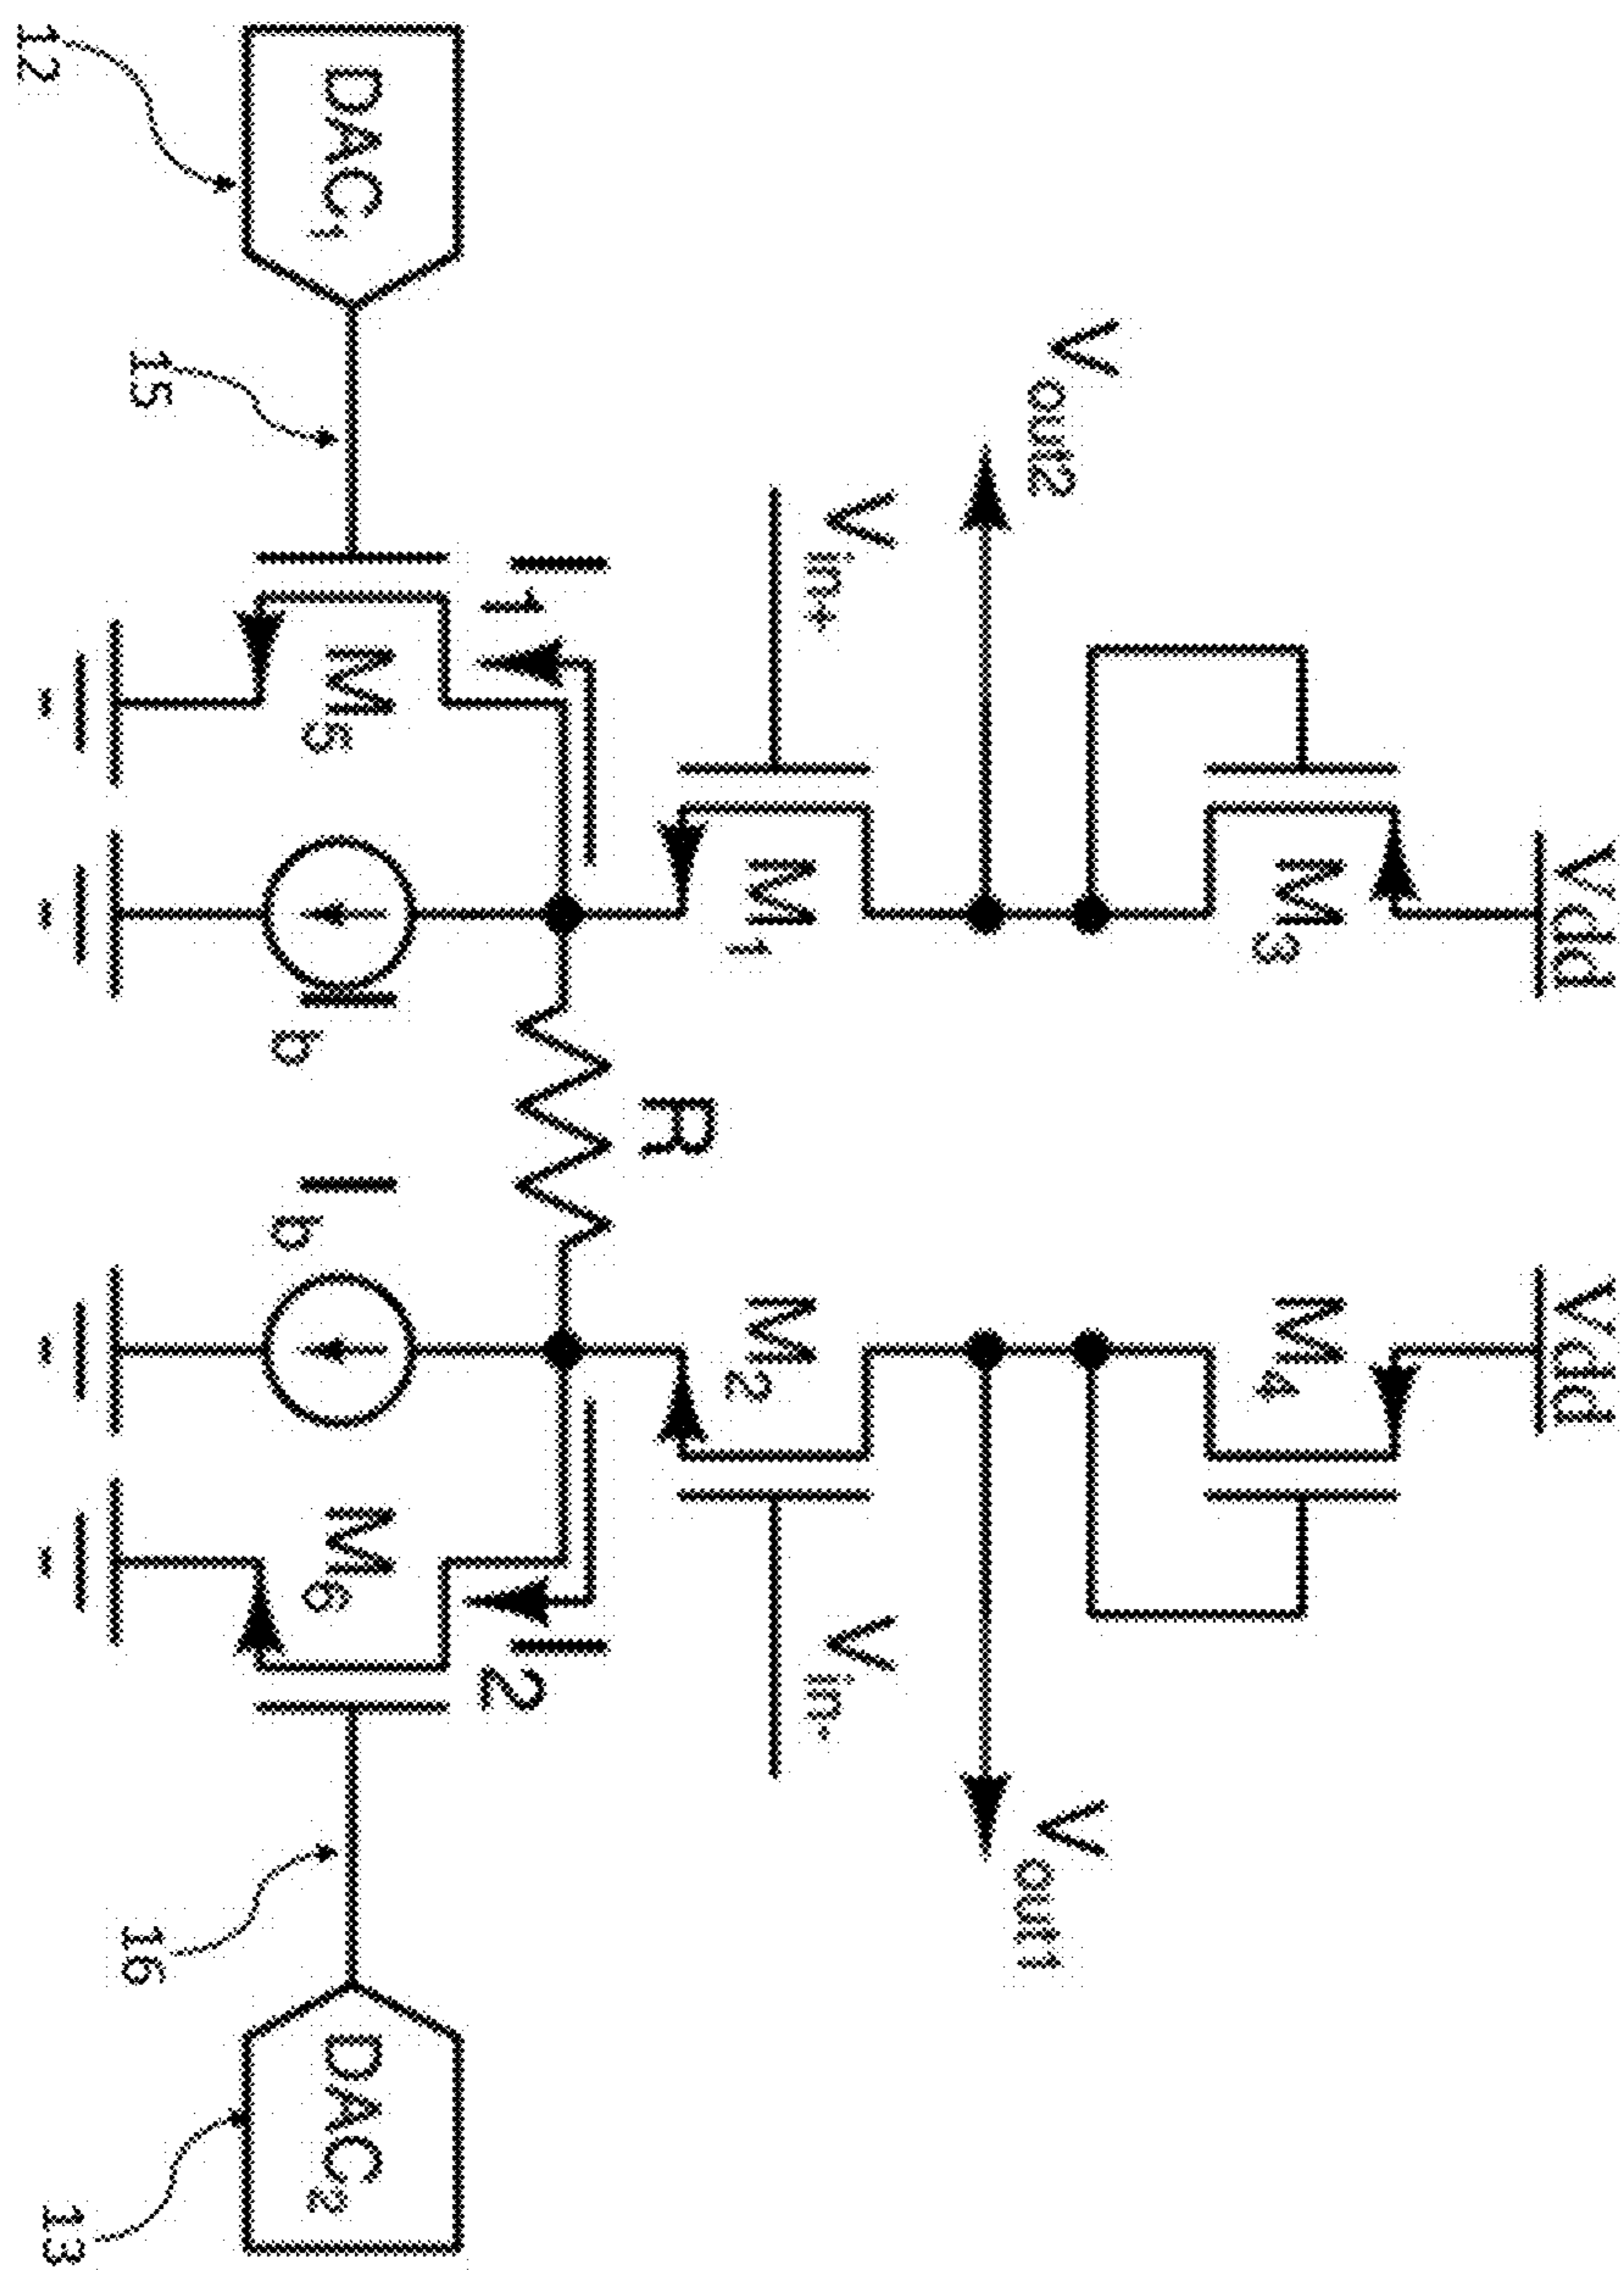 Vdd
Vdd
M3
M4
Vout2
Vout1
Vin+
M1
M2
Vin-
R
I1
I2
DAC1
M5
Ib
Ib
M6
DAC2
15
16
12
13